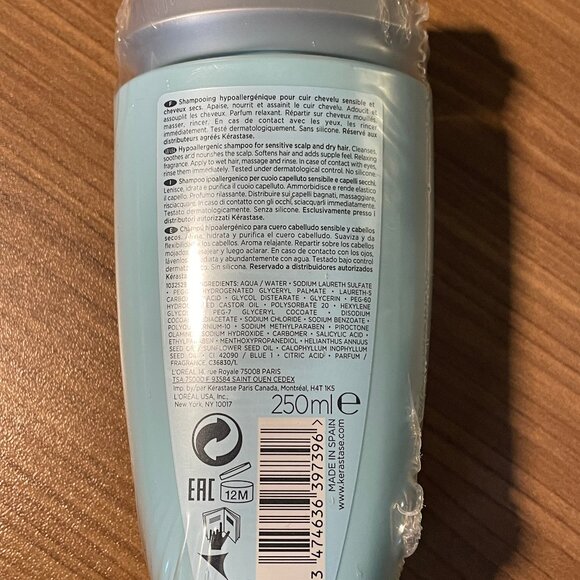 F Shampooing hypoallergénique pour cuir chevelu sensible et
cheveux secs. Apaise, nourrit et assainit le cuir chevelu. Adoucit et
assouplit les cheveux. Parfum relaxant. Répartir sur cheveux mouillés,
masser, rincer. En cas de contact avec les yeux, les rincer
immédiatement. Testé dermatologiquement. Sans silicone. Réservé aux
distributeurs agréés Kérastase.
Hypoallergenic shampoo for sensitive scalp and dry hair. Cleanses,
soothes and nourishes the scalp. Softens hair and adds supple feel. Relaxing
fragrance. Apply to wet hair, massage and rinse. In case of contact with eyes,
rinse them immediately. Tested under dermatological control. No silicone.
I Shampoo ipoallergenico per cuoio capelluto sensibile e capelli secchi.
Lenisce, idrata e purifica il cuoio capelluto. Ammorbidisce e rende elastico
il capello. Profumo rilassante. Distribuire sui capelli bagnati, massaggiare,
risciacquare. In caso di contatto con gli occhi, sciacquarli immediatamente.
Testato dermatologicamente. Senza silicone. Esclusivamente presso i
distributori autorizzati Kérastase.
E Champú hipoalergénico para cuero cabelludo sensible y cabellos
secos. hidrata y purifica el cuero cabelludo. Suaviza y da
flexibilidad a los cabellos. Aroma relajante. Repartir sobre los cabellos
mojados, masajear y luego aclarar. En caso de contacto con los ojos,
lávenlos y abundantemente con agua. Testado bajo control
dermatológico. Sin silicona. Reservado a distribuidores autorizados
Kérastase.
INGREDIENTS: AQUA / WATER • SODIUM LAURETH SULFATE
• PEG- HYDROGENATED GLYCERYL PALMATE • LAURETH-5
CARBOXYLIC ACID • GLYCOL DISTEARATE • GLYCERIN • PEG-60
HYDROGENATED CASTOR OIL • POLYSORBATE 20 • HEXYLENE
GLYCOL • PEG-7 GLYCERYL COCOATE • DISODIUM
COCOAMPHODIACETATE • SODIUM CHLORIDE • SODIUM BENZOATE •
POLYQUATERNIUM-10 • SODIUM METHYLPARABEN • PIROCTONE
OLAMINE • SODIUM HYDROXIDE • CARBOMER • SALICYLIC ACID •
ETHYLPARABEN • MENTHOXYPROPANEDIOL • HELIANTHUS ANNUUS
SEED OIL / SUNFLOWER SEED OIL • CALOPHYLLUM INOPHYLLUM
SEED OIL • CI 42090 / BLUE 1 • CITRIC ACID • PARFUM /
FRAGRANCE. C36830/1.
L'ORÉAL 14, rue Royale 75008 PARIS
ISA 75000 F 93584 SAINT OUEN CEDEX
Imp. by/par Kérastase Paris Canada, Montréal, H4T 1K5
L'OREAL USA, Inc.,
New York, NY 10017
250ml e
EAC
12M
3 474636 397396
MADE IN SPAIN
www.kerastase.com